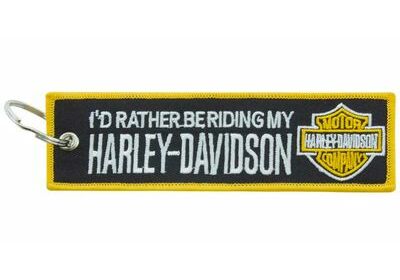 I'D RATHER BE RIDING MY
HARLEY-DAVIDSON
MOTOR
HARLEY-DAVIDSON
COMPANY